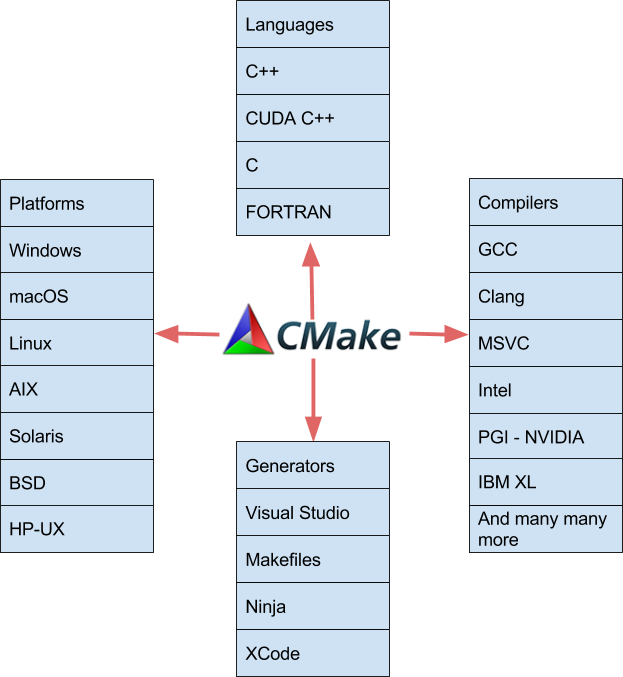 Languages
C++
CUDA C++
C
FORTRAN
Platforms
Windows
macOS
Linux
AIX
Solaris
BSD
HP-UX
CMake
Compilers
GCC
Clang
MSVC
Intel
PGI - NVIDIA
IBM XL
And many many
more
Generators
Visual Studio
Makefiles
Ninja
XCode